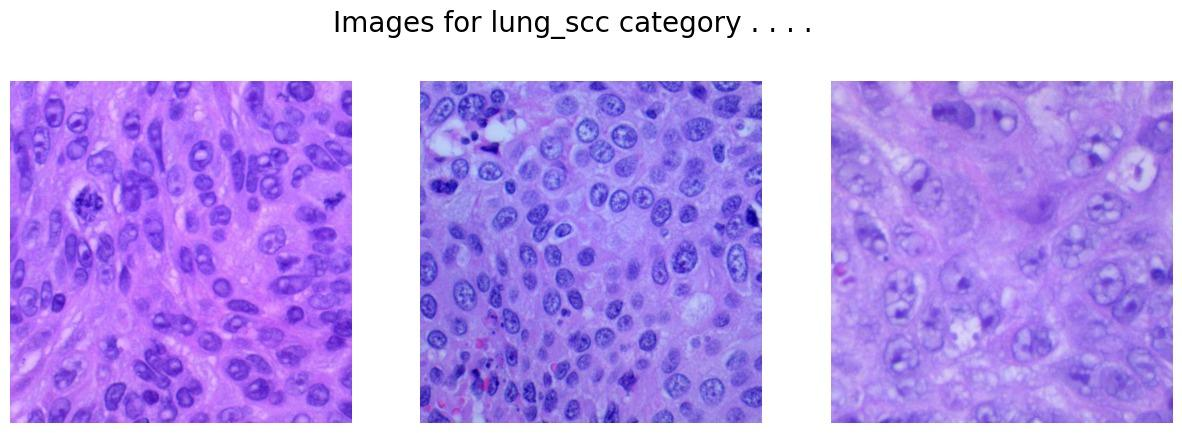 Images for lung_scc category . . . .